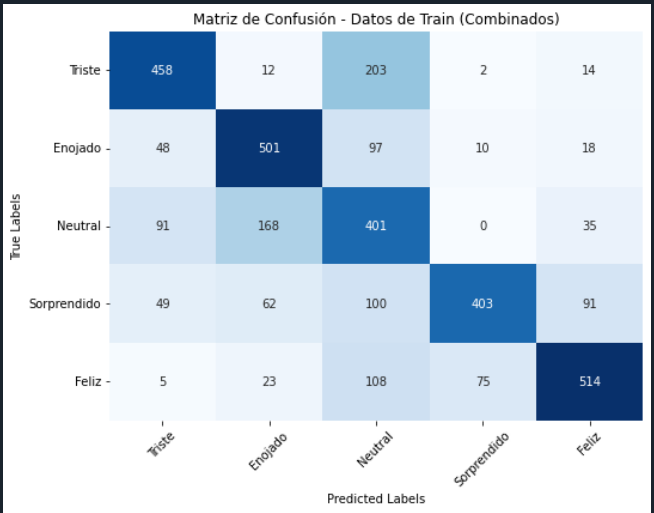 Matriz de Confusión - Datos de Train (Combinados)
True Labels
Triste 458 12 203 2 14
Enojado 48 501 97 10 18
Neutral 91 168 401 0 35
Sorprendido 49 62 100 403 91
Feliz 5 23 108 75 514
Triste Enojado Neutral Sorprendido Feliz
Predicted Labels